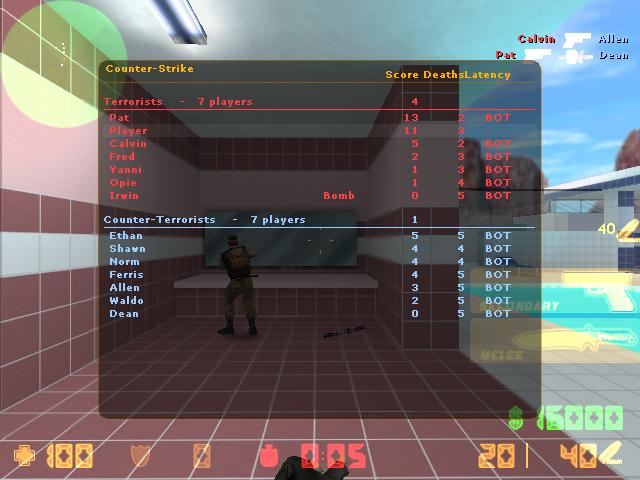 Calvin Allen
Pat Dean
Counter-Strike
Score Deaths Latency
Terrorists - 7 players 4
Pat 13 2 BOT
Player 11 3
Calvin 5 2 BOT
Fred 2 3 BOT
Yanni 1 3 BOT
Opie 1 4 BOT
Irwin Bomb 0 5 BOT
Counter-Terrorists - 7 players 1
Ethan 5 5 BOT
Shawn 4 4 BOT
Norm 4 4 BOT
Ferris 4 5 BOT
Allen 3 5 BOT
Waldo 2 5 BOT
Dean 0 5 BOT
40
SECONDARY
MELEE
$ 16000
100 0 0:05 20 | 40